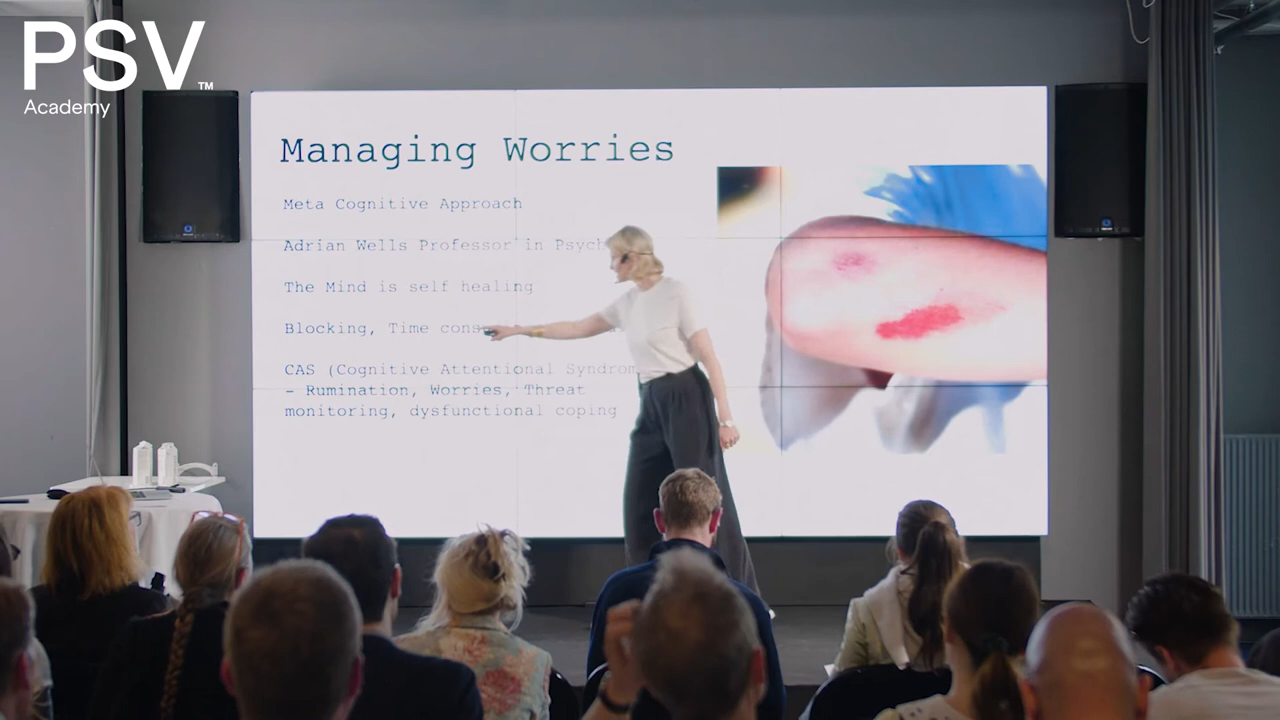 PSV™
Academy
Managing Worries
Meta Cognitive Approach
Adrian Wells Professor in
The Mind is self healing
Blocking, Time
CAS (Cognitive Attentional
- Rumination, Worries, Threat
monitoring, dysfunctional coping